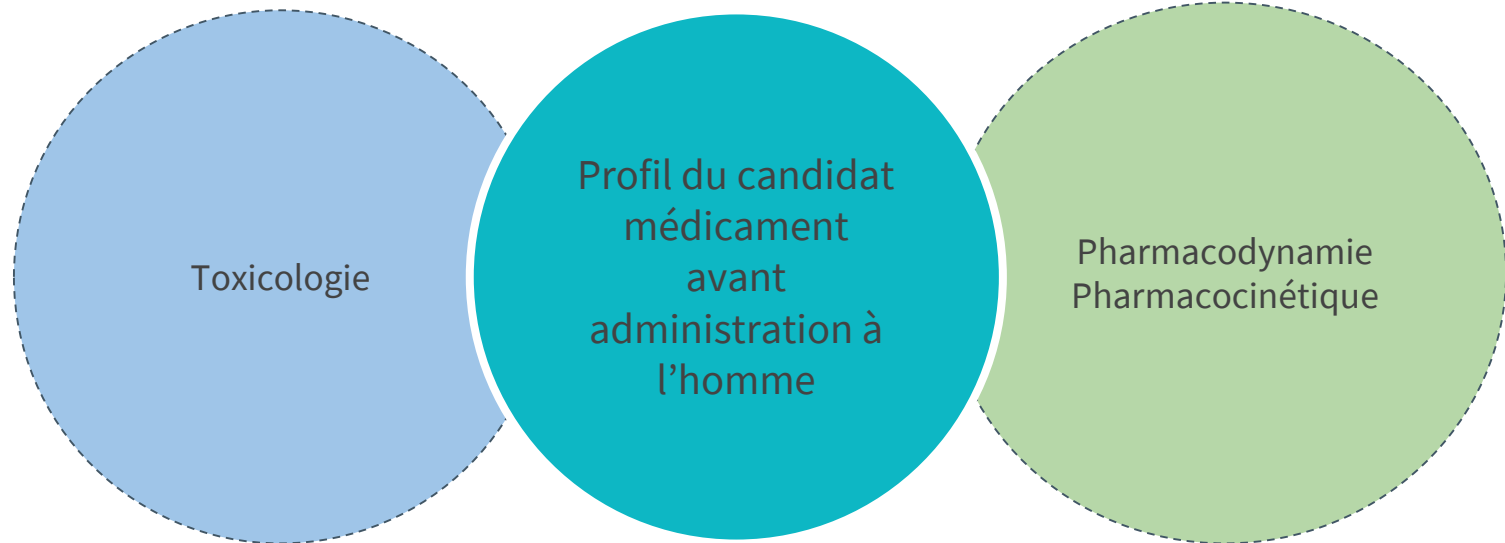 Toxicologie
Profil du candidat
médicament
avant
administration à
l’homme
Pharmacodynamie
Pharmacocinétique